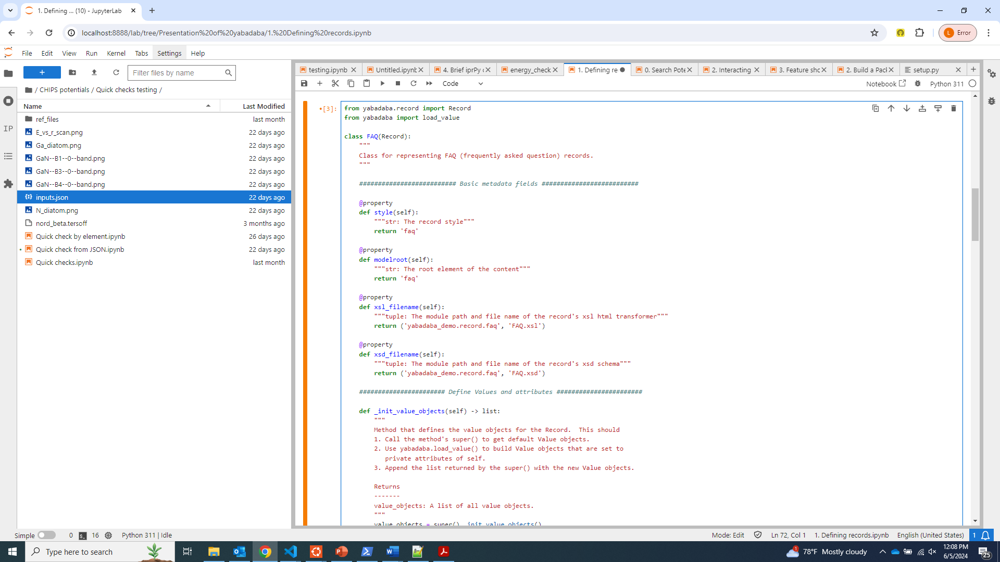 1. Defining ... (10) - JupyterLab
localhost:8888/lab/tree/Presentation%20of%20yabadaba/1.%20Defining%20records.ipynb
L Error
File Edit View Run Kernel Tabs Settings Help
+
Filter files by name
/ CHIPS potentials / Quick checks testing /
Name Last Modified
ref_files last month
E_vs_r_scan.png 22 days ago
Ga_diatom.png 22 days ago
GaN--B1--0--band.png 22 days ago
GaN--B3--0--band.png 22 days ago
GaN--B4--0--band.png 22 days ago
inputs.json 22 days ago
N_diatom.png 22 days ago
nord_beta.tersoff 3 months ago
Quick check by element.ipynb 26 days ago
Quick check from JSON.ipynb 22 days ago
Quick checks.ipynb last month
IP
testing.ipynb Untitled.ipynb 4. Brief iprPy energy_check 1. Defining re 0. Search Pote 2. Interacting 3. Feature sho 2. Build a Pack setup.py
Code Notebook Python 311
[3]:
from yabadaba.record import Record
from yabadaba import load_value
class FAQ(Record):
"""
Class for representing FAQ (frequently asked question) records.
"""
########################## Basic metadata fields ##########################
@property
def style(self):
"""str: The record style"""
return 'faq'
@property
def modelroot(self):
"""str: The root element of the content"""
return 'faq'
@property
def xsl_filename(self):
"""tuple: The module path and file name of the record's xsl html transformer"""
return ('yabadaba_demo.record.faq', 'FAQ.xsl')
@property
def xsd_filename(self):
"""tuple: The module path and file name of the record's xsd schema"""
return ('yabadaba_demo.record.faq', 'FAQ.xsd')
####################### Define Values and attributes #######################
def _init_value_objects(self) -> list:
"""
Method that defines the value objects for the Record.  This should
1. Call the method's super() to get default Value objects.
2. Use yabadaba.load_value() to build Value objects that are set to
private attributes of self.
3. Append the list returned by the super() with the new Value objects.
Returns
-------
value_objects: A list of all value objects.
"""
value_objects = super()._init_value_objects()
Simple 0 16 Python 311 | Idle
Mode: Edit Ln 72, Col 1 1. Defining records.ipynb English (United States) 1
Type here to search
1 78°F Mostly cloudy
12:08 PM
6/5/2024
25